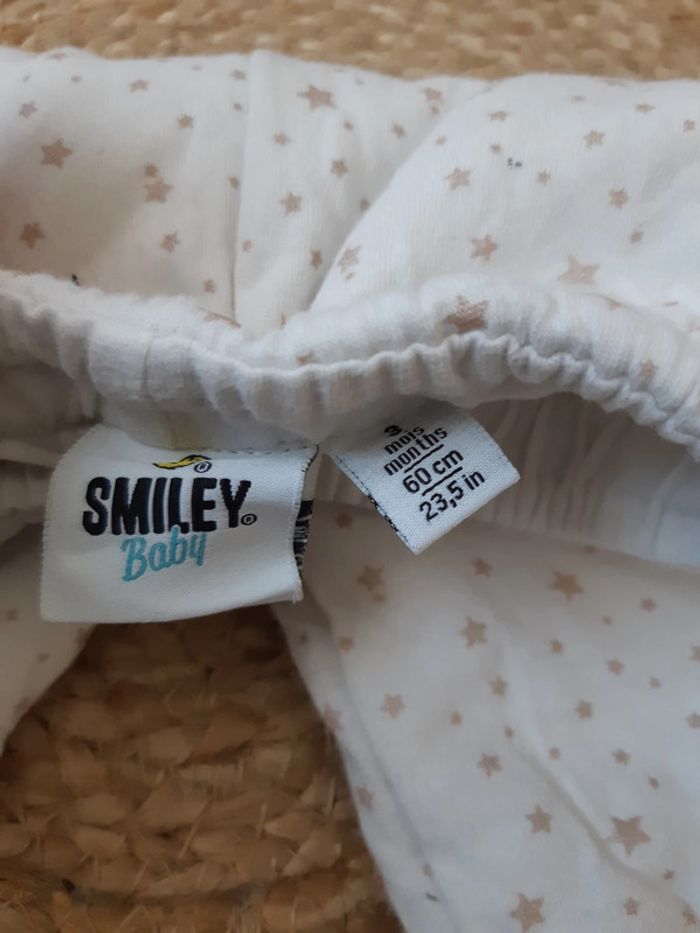 SMILEY®
Baby
3
mois
months
60 cm
23,5 in